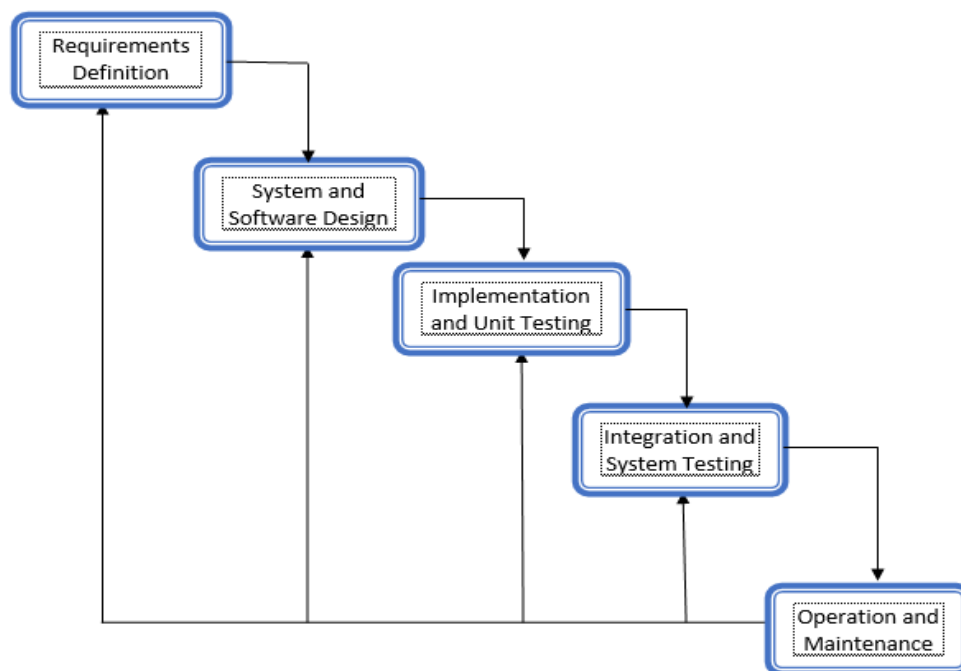 Requirements
Definition
System and
Software Design
Implementation
and Unit Testing
Integration and
System Testing
Operation and
Maintenance